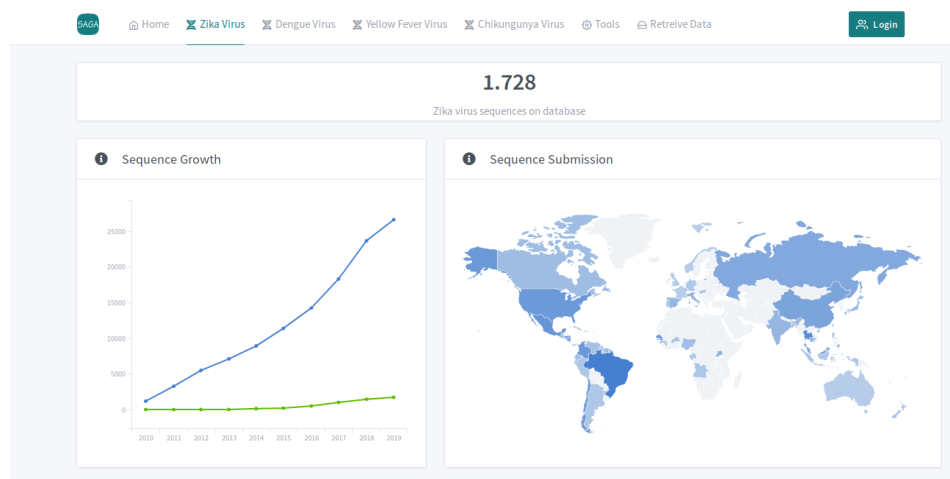 SAGA Home Zika Virus Dengue Virus Yellow Fever Virus Chikungunya Virus Tools Retreive Data Login
1.728
Zika virus sequences on database
Sequence Growth
Sequence Submission
25000
20000
15000
10000
5000
0
2010 2011 2012 2013 2014 2015 2016 2017 2018 2019